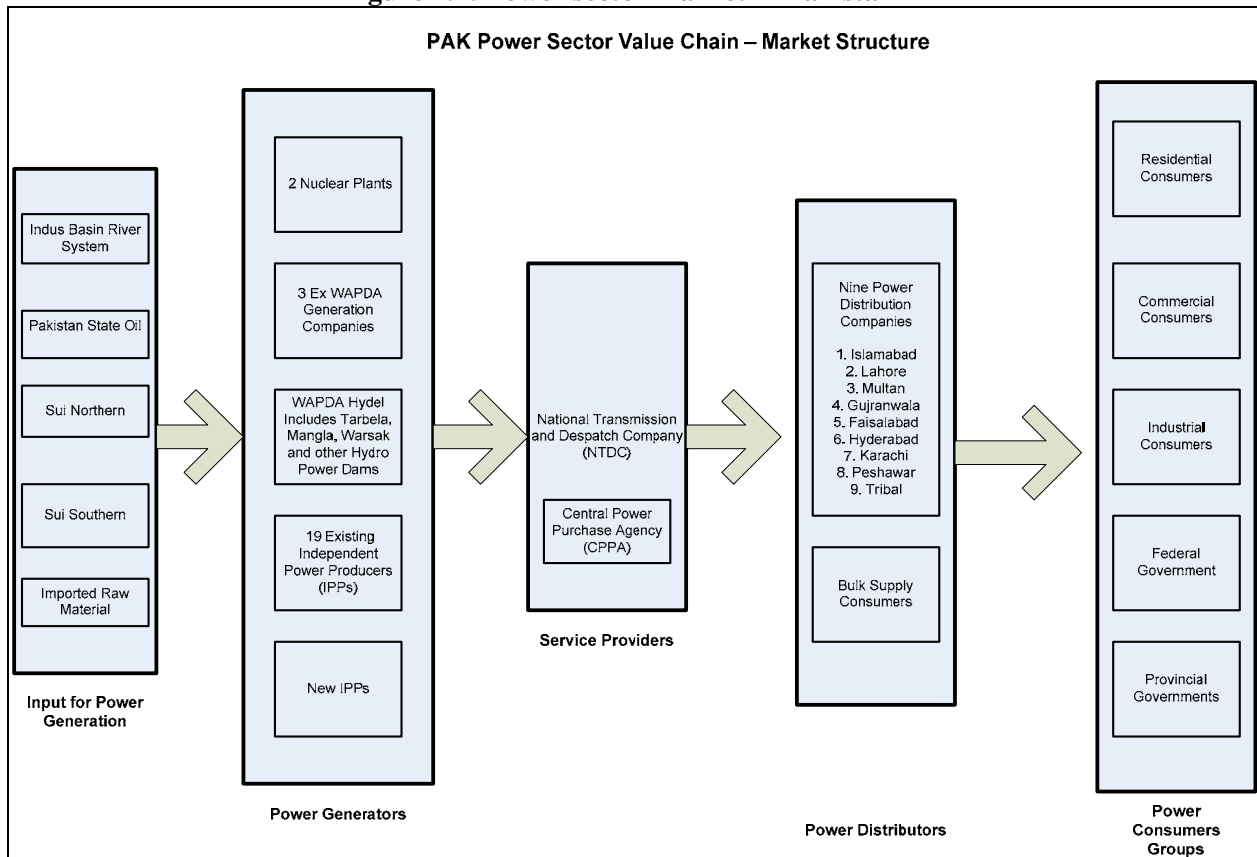 Figure
Power sector
PAK Power Sector Value Chain – Market Structure
Indus Basin River
System
Pakistan State Oil
Sui Northern
Sui Southern
Imported Raw
Material
Input for Power
Generation
2 Nuclear Plants
3 Ex WAPDA
Generation
Companies
WAPDA Hydel
Includes Tarbela,
Mangla, Warsak
and other Hydro
Power Dams
19 Existing
Independent
Power Producers
(IPPs)
New IPPs
Power Generators
National Transmission
and Despatch Company
(NTDC)
Central Power
Purchase Agency
(CPPA)
Service Providers
Nine Power
Distribution
Companies
1. Islamabad
2. Lahore
3. Multan
4. Gujranwala
5. Faisalabad
6. Hyderabad
7. Karachi
8. Peshawar
9. Tribal
Bulk Supply
Consumers
Power Distributors
Residential
Consumers
Commercial
Consumers
Industrial
Consumers
Federal
Government
Provincial
Governments
Power
Consumers
Groups